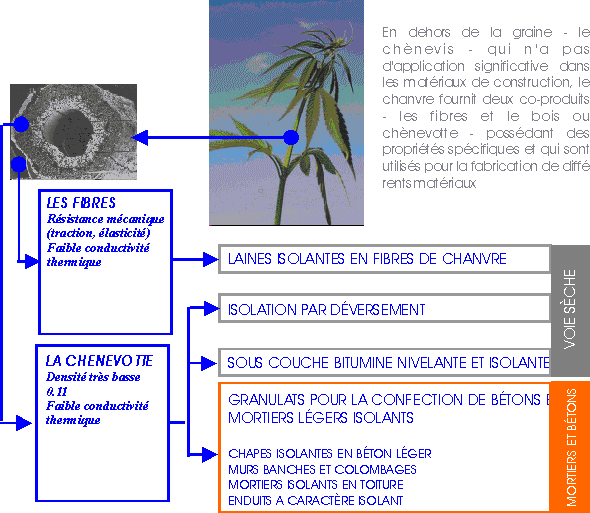 En dehors de la graine - le
chènevis - qui n'a pas
d'application significative dans
les matériaux de construction, le
chanvre fournit deux co-produits
- les fibres et le bois ou
chènevotte - possédant des
propriétés spécifiques et qui sont
utilisés pour la fabrication de diffé
rents matériaux
LES FIBRES
Résistance mécanique
(traction, élasticité)
Faible conductivité
thermique
LAINES ISOLANTES EN FIBRES DE CHANVRE
ISOLATION PAR DÉVERSEMENT
VOIE SÈCHE
LA CHENEVOTTE
Densité très basse
0.11
Faible conductivité
thermique
SOUS COUCHE BITUMINE NIVELANTE ET ISOLANTE
GRANULATS POUR LA CONFECTION DE BÉTONS
MORTIERS LÉGERS ISOLANTS
CHAPES ISOLANTES EN BÉTON LÉGER
MURS BANCHES ET COLOMBAGES
MORTIERS ISOLANTS EN TOITURE
ENDUITS A CARACTÈRE ISOLANT
MORTIERS ET BÉTONS